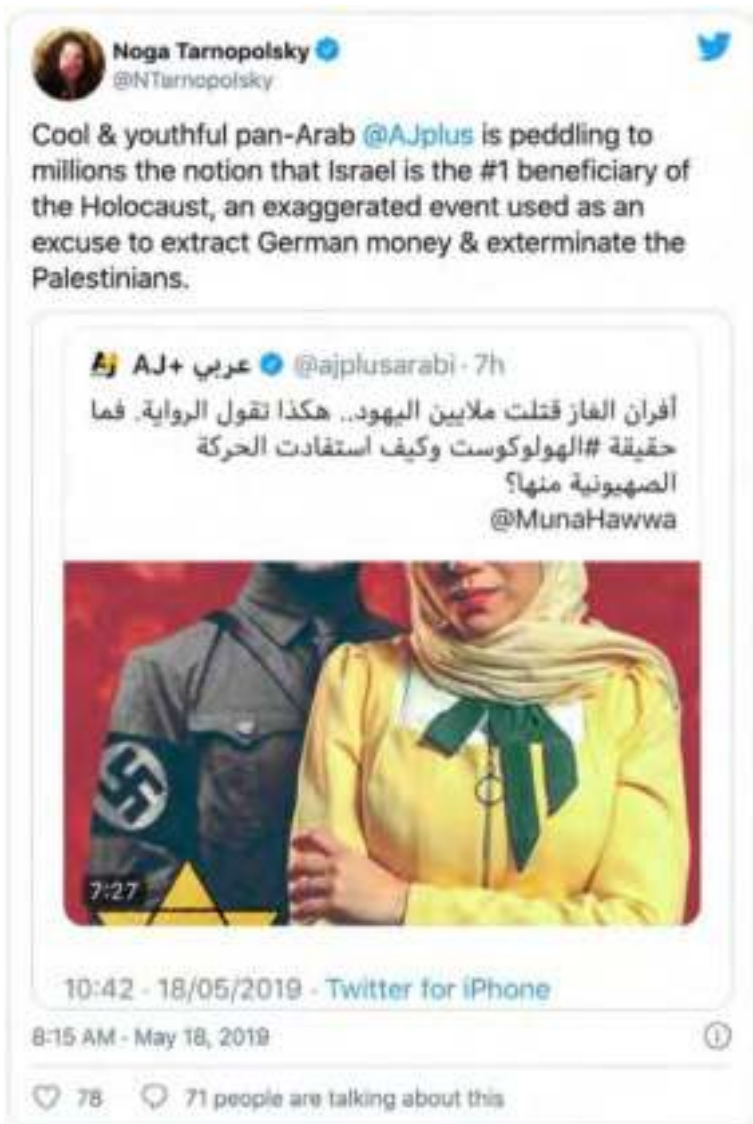 Noga Tarnopolsky
@NTarnopolsky
Cool & youthful pan-Arab @AJplus is peddling to
millions the notion that Israel is the #1 beneficiary of
the Holocaust, an exaggerated event used as an
excuse to extract German money & exterminate the
Palestinians.
AJ+ عربي @ajplusarabi · 7h
أفران الغاز قتلت ملايين اليهود.. هكذا تقول الرواية. فما
حقيقة #الهولوكوست وكيف استفادت الحركة
الصهيونية منها؟
@MunaHawwa
7:27
10:42 · 18/05/2019 · Twitter for iPhone
8:15 AM · May 18, 2019
78 71 people are talking about this